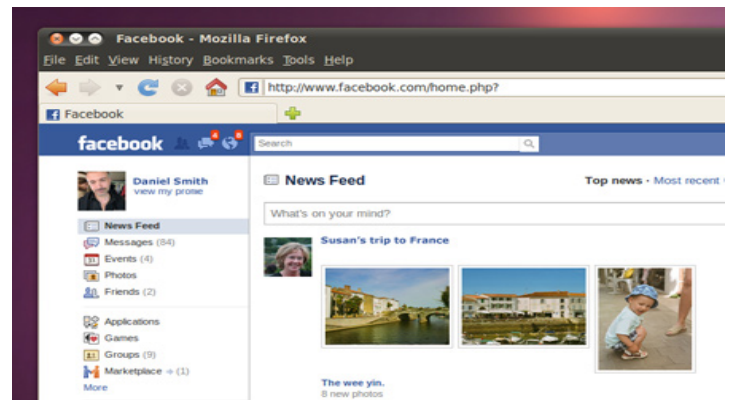 Facebook - Mozilla Firefox
File Edit View History Bookmarks Tools Help
http://www.facebook.com/home.php?
Facebook
facebook Search
Daniel Smith
view my profile
News Feed
Messages (84)
Events (4)
Photos
Friends (2)
Applications
Games
Groups (9)
Marketplace → (1)
More
News Feed Top news · Most recent
What's on your mind?
Susan's trip to France
The wee yin.
8 new photos